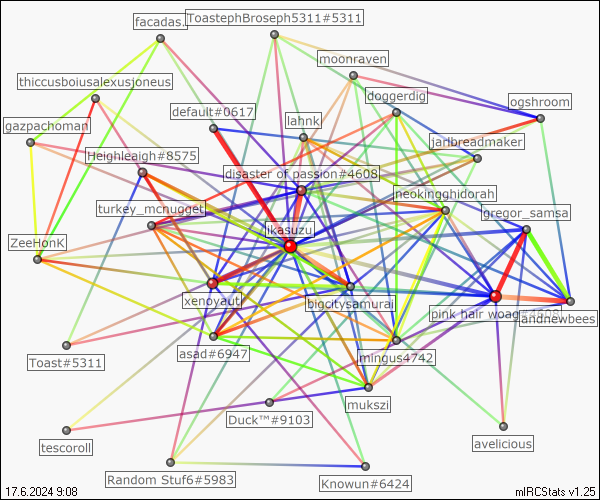 facadas.
ToastephBroseph5311#5311
moonraven
thiccusboiusalexusjoneus
doggerdig
ogshroom
default#0617
gazpachoman
lahnk
jarlbreadmaker
Heighleaigh#8575
disaster of passion#4608
neokingghidorah
turkey_mcnugget
gregor_samsa
ikasuzu
ZeeHonK
xenoyaut
bigcitysamurai
pink hair woag#4608
andnewbees
Toast#5311
asad#6947
mingus4742
mukszi
Duck™#9103
tescoroll
avelicious
Random Stuf6#5983
Knowun#6424
17.6.2024 9:08
mIRCStats v1.25